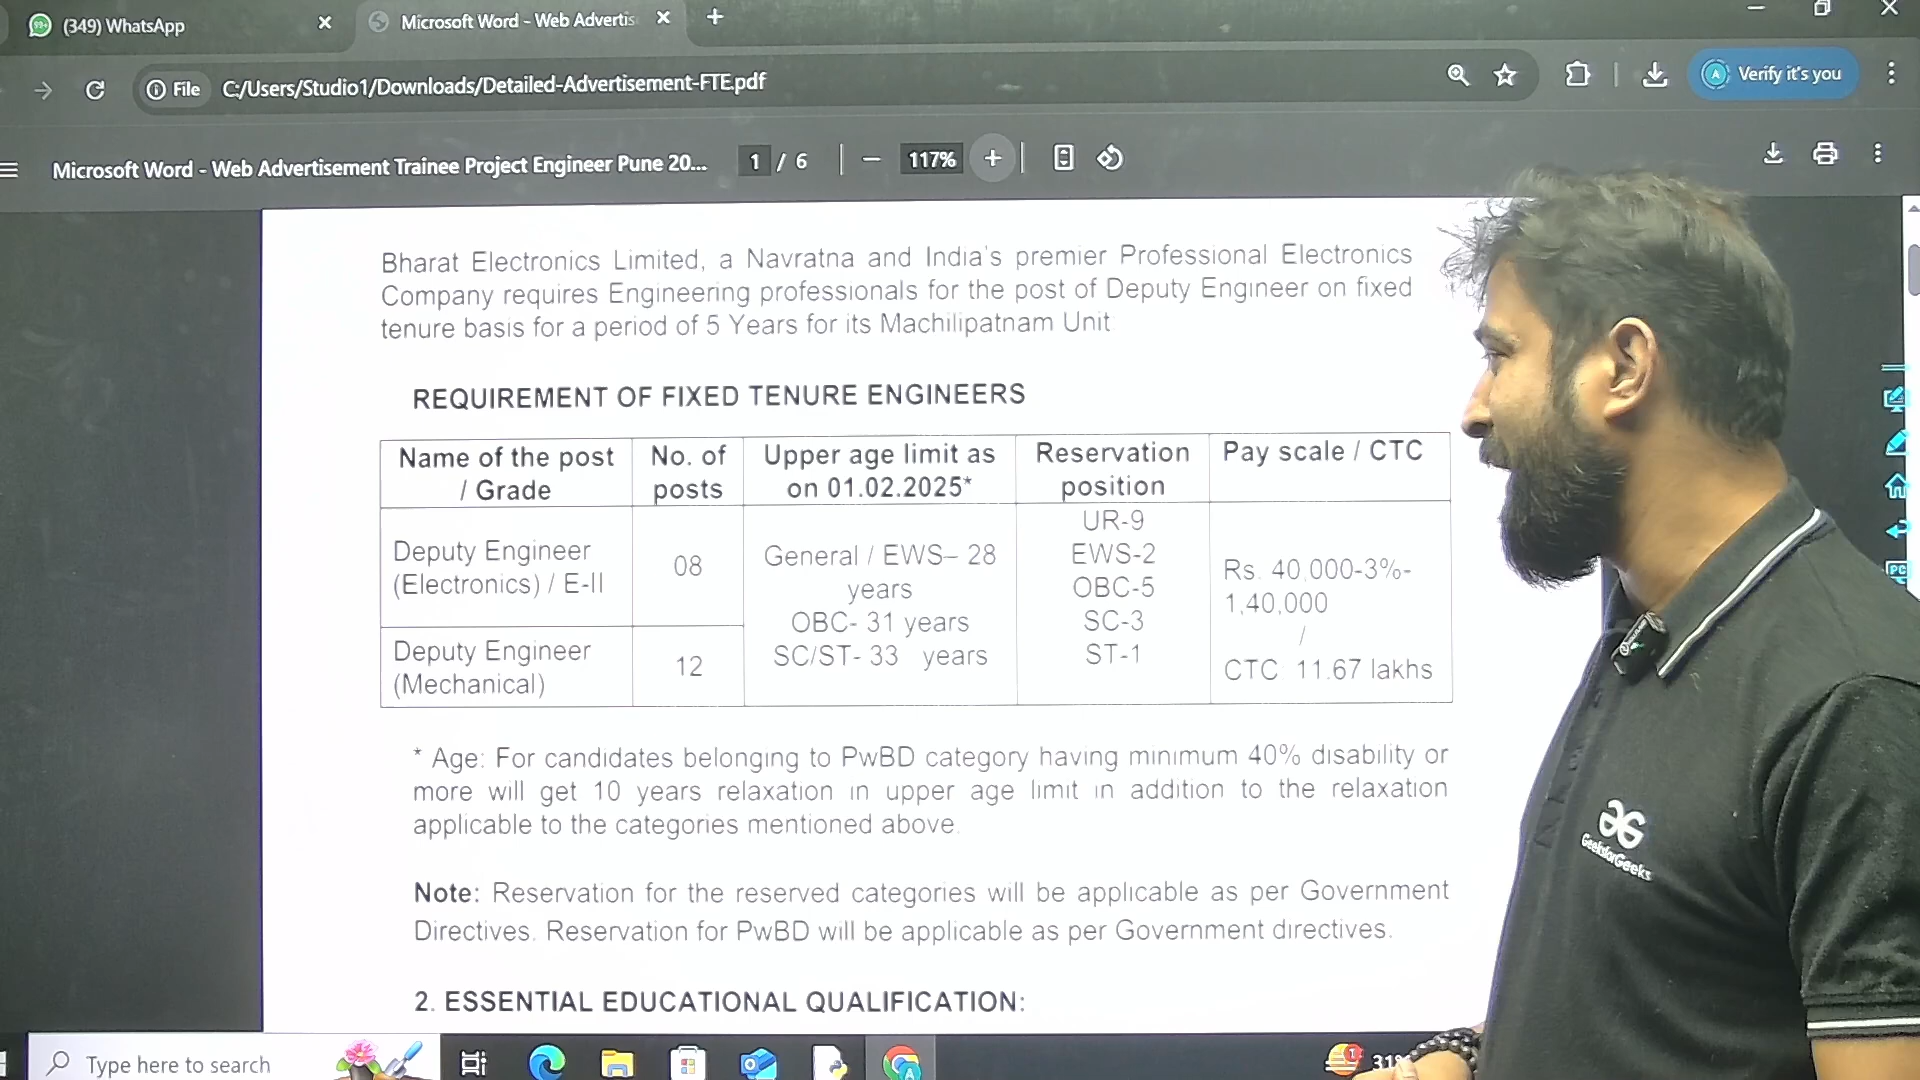 (349) WhatsApp
Microsoft Word - Web Advertis
File
C:/Users/Studio1/Downloads/Detailed-Advertisement-FTE.pdf
Verify it's you
Microsoft Word - Web Advertisement Trainee Project Engineer Pune 20...
1 / 6
117%
Bharat Electronics Limited, a Navratna and India's premier Professional Electronics
Company requires Engineering professionals for the post of Deputy Engineer on fixed
tenure basis for a period of 5 Years for its Machilipatnam Unit
REQUIREMENT OF FIXED TENURE ENGINEERS
Name of the post / Grade
No. of posts
Upper age limit as on 01.02.2025*
Reservation position
Pay scale / CTC
Deputy Engineer
(Electronics) / E-II
08
General / EWS– 28
years
OBC- 31 years
SC/ST- 33 years
UR-9
EWS-2
OBC-5
SC-3
ST-1
Rs. 40,000-3%-
1,40,000
/
CTC: 11.67 lakhs
Deputy Engineer
(Mechanical)
12
* Age: For candidates belonging to PwBD category having minimum 40% disability or
more will get 10 years relaxation in upper age limit in addition to the relaxation
applicable to the categories mentioned above.
Note: Reservation for the reserved categories will be applicable as per Government
Directives. Reservation for PwBD will be applicable as per Government directives.
2. ESSENTIAL EDUCATIONAL QUALIFICATION:
Type here to search
GeeksforGeeks
PC